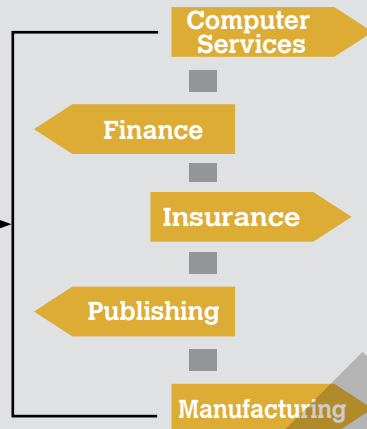 Computer
Services
Finance
Insurance
Publishing
Manufacturing